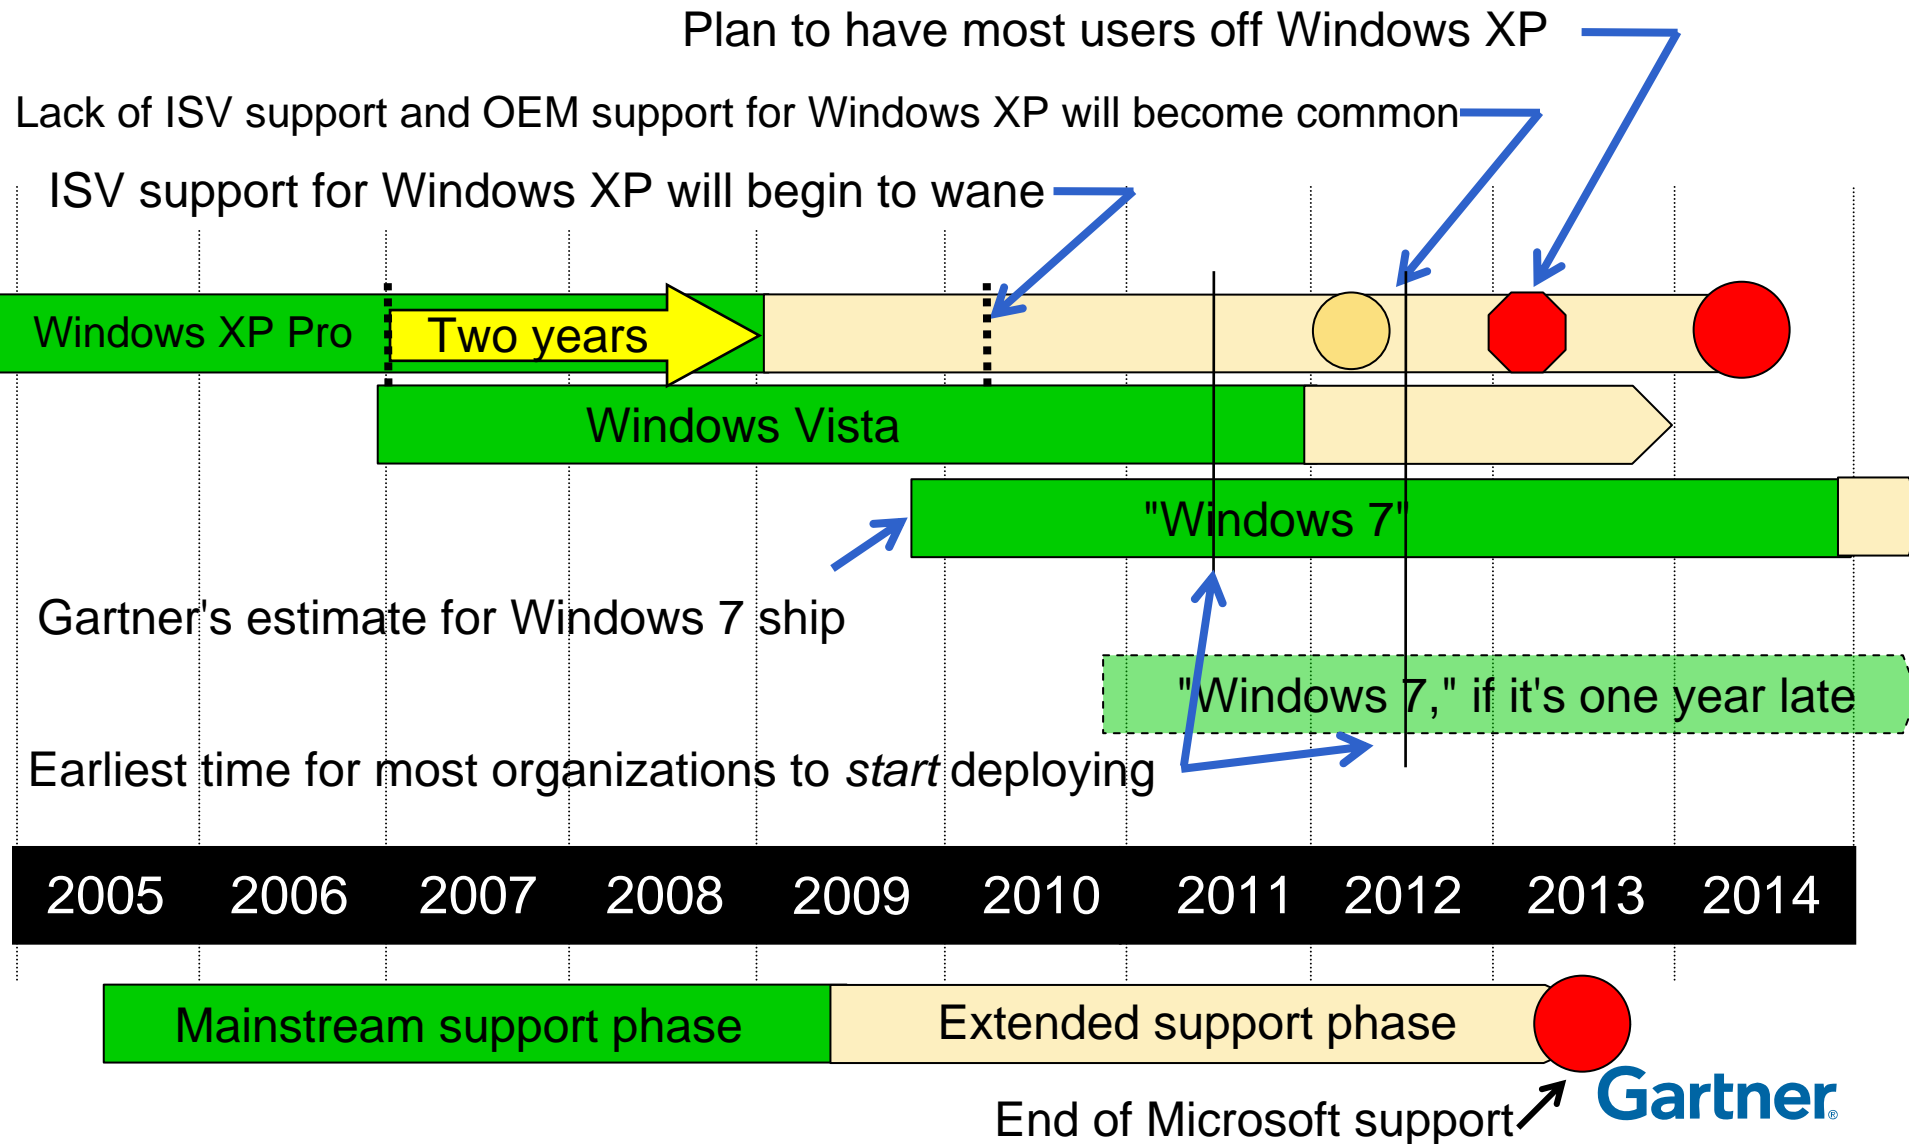 Plan to have most users off Windows XP
Lack of ISV support and OEM support for Windows XP will become common
ISV support for Windows XP will begin to wane
Windows XP Pro
Two years
Windows Vista
"Windows 7"
Gartner's estimate for Windows 7 ship
"Windows 7," if it's one year late
Earliest time for most organizations to start deploying
2005 2006 2007 2008 2009 2010 2011 2012 2013 2014
Mainstream support phase
Extended support phase
End of Microsoft support
Gartner®